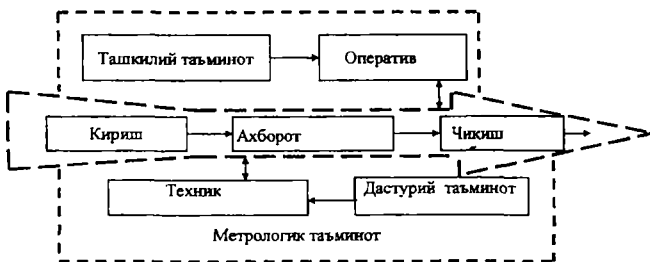 Ташкилий таъминот
Оператив
Кириш
Ахборот
Чиқиш
Техник
Дастурий таъминот
Метрологик таъминот